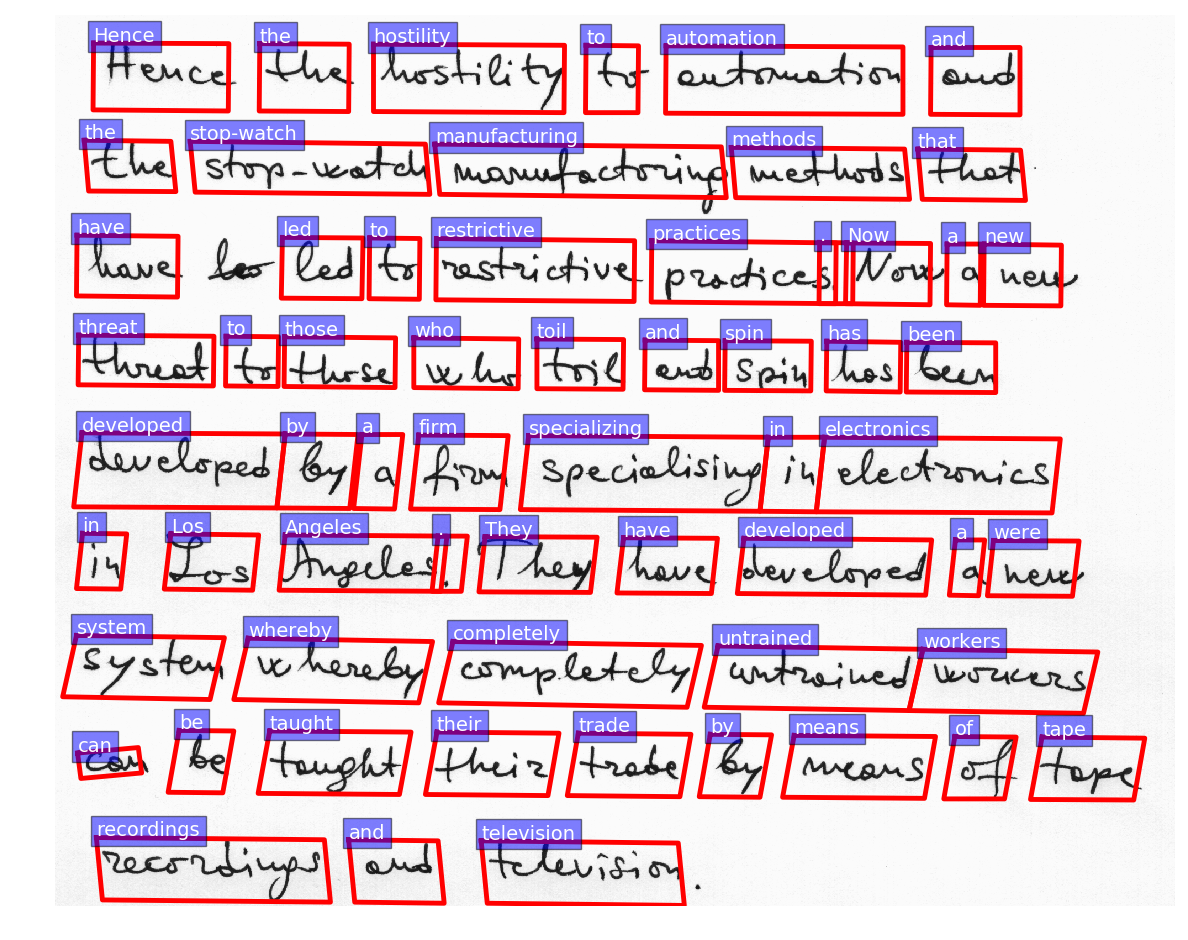 Hence the hostility to automation and
Hence the hostility to automation and
the stop-watch manufacturing methods that
the stop-watch manufactoring methods that
have led to restrictive practices . Now a new
have led to restrictive practices. Now a new
threat to those who toil and spin has been
threat to those who toil and spin has been
developed by a firm specializing in electronics
developed by a firm specialising in electronics
in Los Angeles . They have developed a were
in Los Angeles. They have developed a new
system whereby completely untrained workers
system whereby completely untrained workers
can be taught their trade by means of tape
can be taught their trade by means of tape
recordings and television
recordings and television.